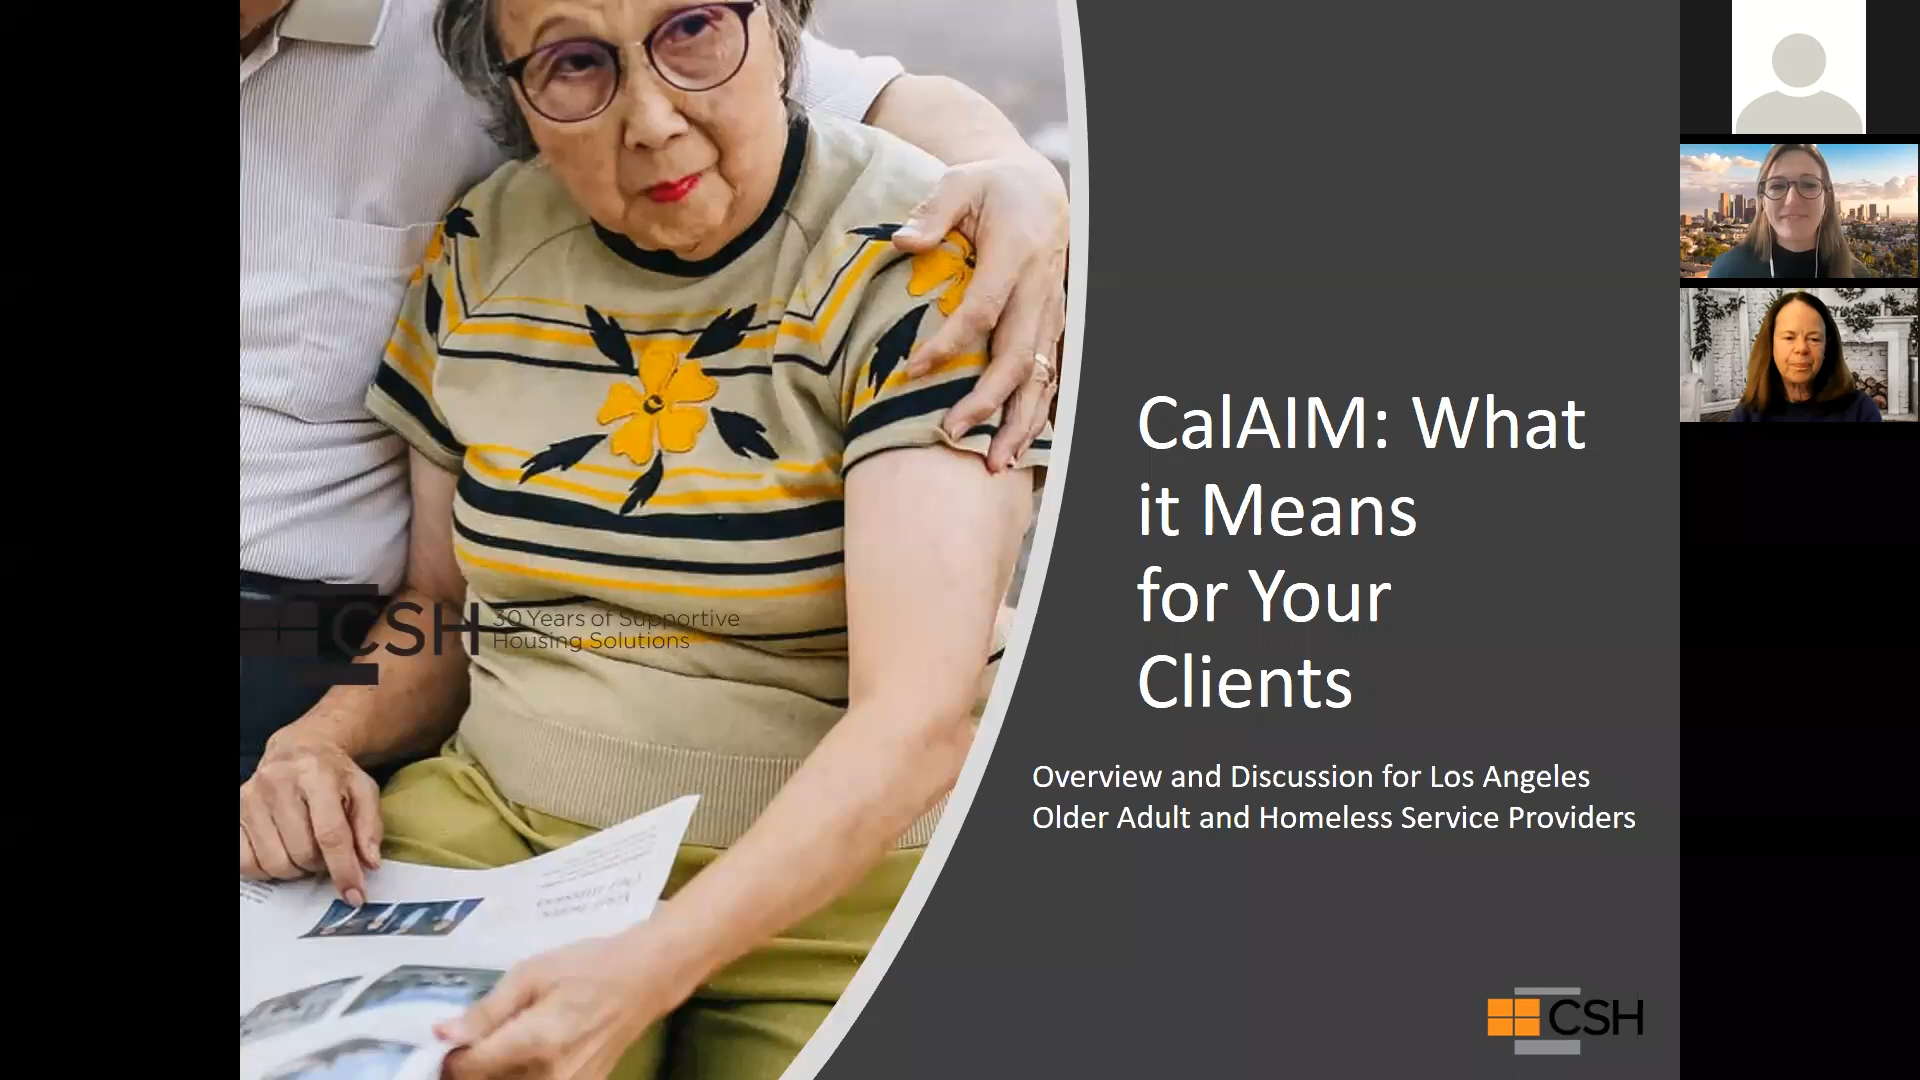 CalAIM: What
it Means
for Your
Clients
Overview and Discussion for Los Angeles
Older Adult and Homeless Service Providers
CSH
30 Years of Supportive
Housing Solutions
CSH